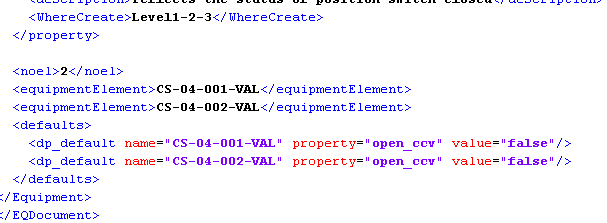 <description>reflects the status of position switch closed</description>
<WhereCreate>Level1-2-3</WhereCreate>
</property>
<noel>2</noel>
<equipmentElement>CS-04-001-VAL</equipmentElement>
<equipmentElement>CS-04-002-VAL</equipmentElement>
<defaults>
<dp_default name="CS-04-001-VAL" property="open_ccv" value="false"/>
<dp_default name="CS-04-002-VAL" property="open_ccv" value="false"/>
</defaults>
</Equipment>
</EQDocument>